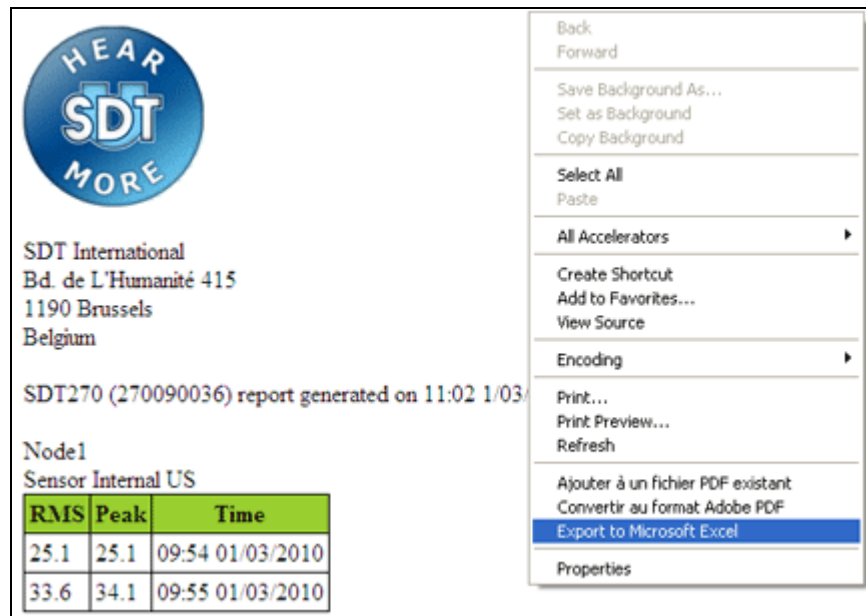 HEAR
SDT
MORE
SDT International
Bd. de L'Humanité 415
1190 Brussels
Belgium
SDT270 (270090036) report generated on 11:02 1/03/
Node1
Sensor Internal US
RMS Peak Time
25.1 25.1 09:54 01/03/2010
33.6 34.1 09:55 01/03/2010
Back
Forward
Save Background As...
Set as Background
Copy Background
Select All
Paste
All Accelerators
Create Shortcut
Add to Favorites...
View Source
Encoding
Print...
Print Preview...
Refresh
Ajouter à un fichier PDF existant
Convertir au format Adobe PDF
Export to Microsoft Excel
Properties